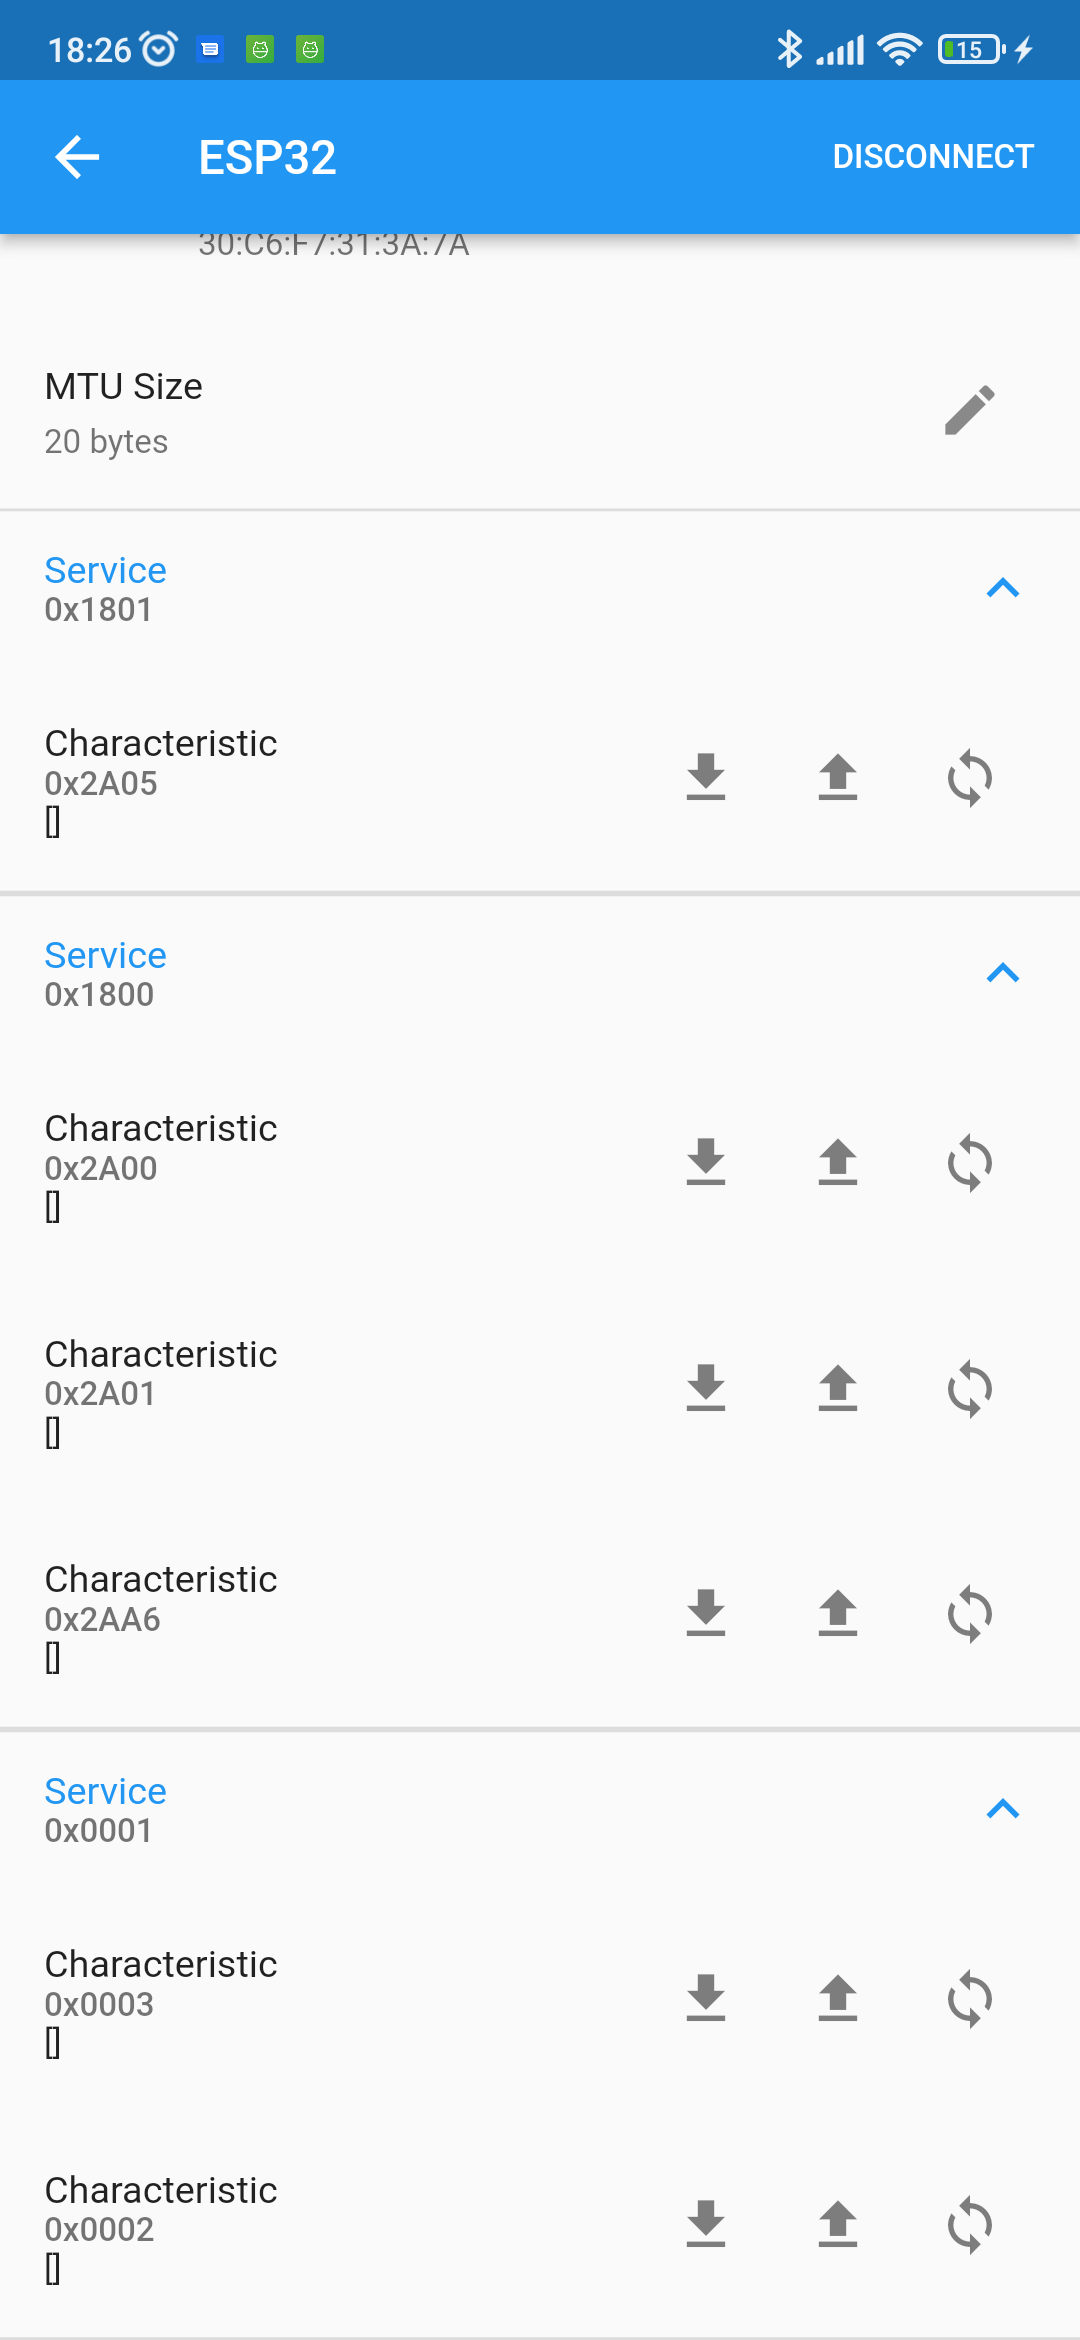 18:26
15
ESP32
DISCONNECT
30:C6:F7:31:3A:7A
MTU Size
20 bytes
Service
0x1801
Characteristic
0x2A05
[]
Service
0x1800
Characteristic
0x2A00
[]
Characteristic
0x2A01
[]
Characteristic
0x2AA6
[]
Service
0x0001
Characteristic
0x0003
[]
Characteristic
0x0002
[]